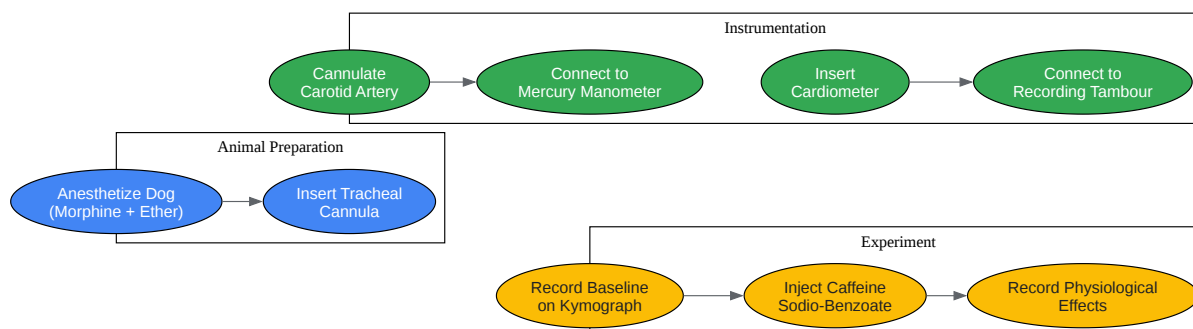 Instrumentation
Cannulate
Carotid Artery
Connect to
Mercury Manometer
Insert
Cardiometer
Connect to
Recording Tambour
Animal Preparation
Anesthetize Dog
(Morphine + Ether)
Insert Tracheal
Cannula
Experiment
Record Baseline
on Kymograph
Inject Caffeine
Sodio-Benzoate
Record Physiological
Effects